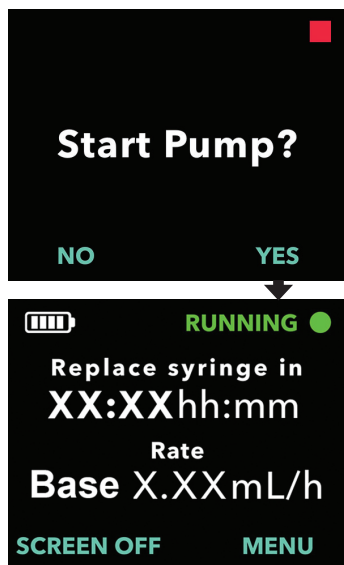 Start Pump?
NO YES
RUNNING
Replace syringe in
XX:XXhh:mm
Rate
Base X.XXmL/h
SCREEN OFF MENU